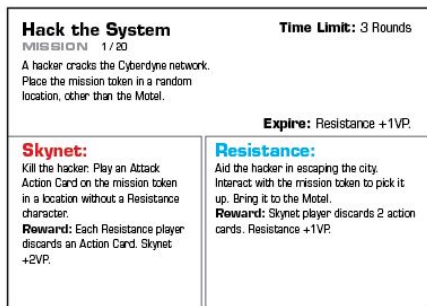 Hack the System
Time Limit: 3 Rounds
MISSION 1/20
A hacker cracks the Cyberdyne network.
Place the mission token in a random
location, other than the Motel.
Expire: Resistance +1VP.
Skynet:
Kill the hacker. Play an Attack
Action Card on the mission token
in a location without a Resistance
character.
Reward: Each Resistance player
discards an Action Card. Skynet
+2VP.
Resistance:
Aid the hacker in escaping the city.
Interact with the mission token to pick it
up. Bring it to the Motel.
Reward: Skynet player discards 2 action
cards. Resistance +1VP.